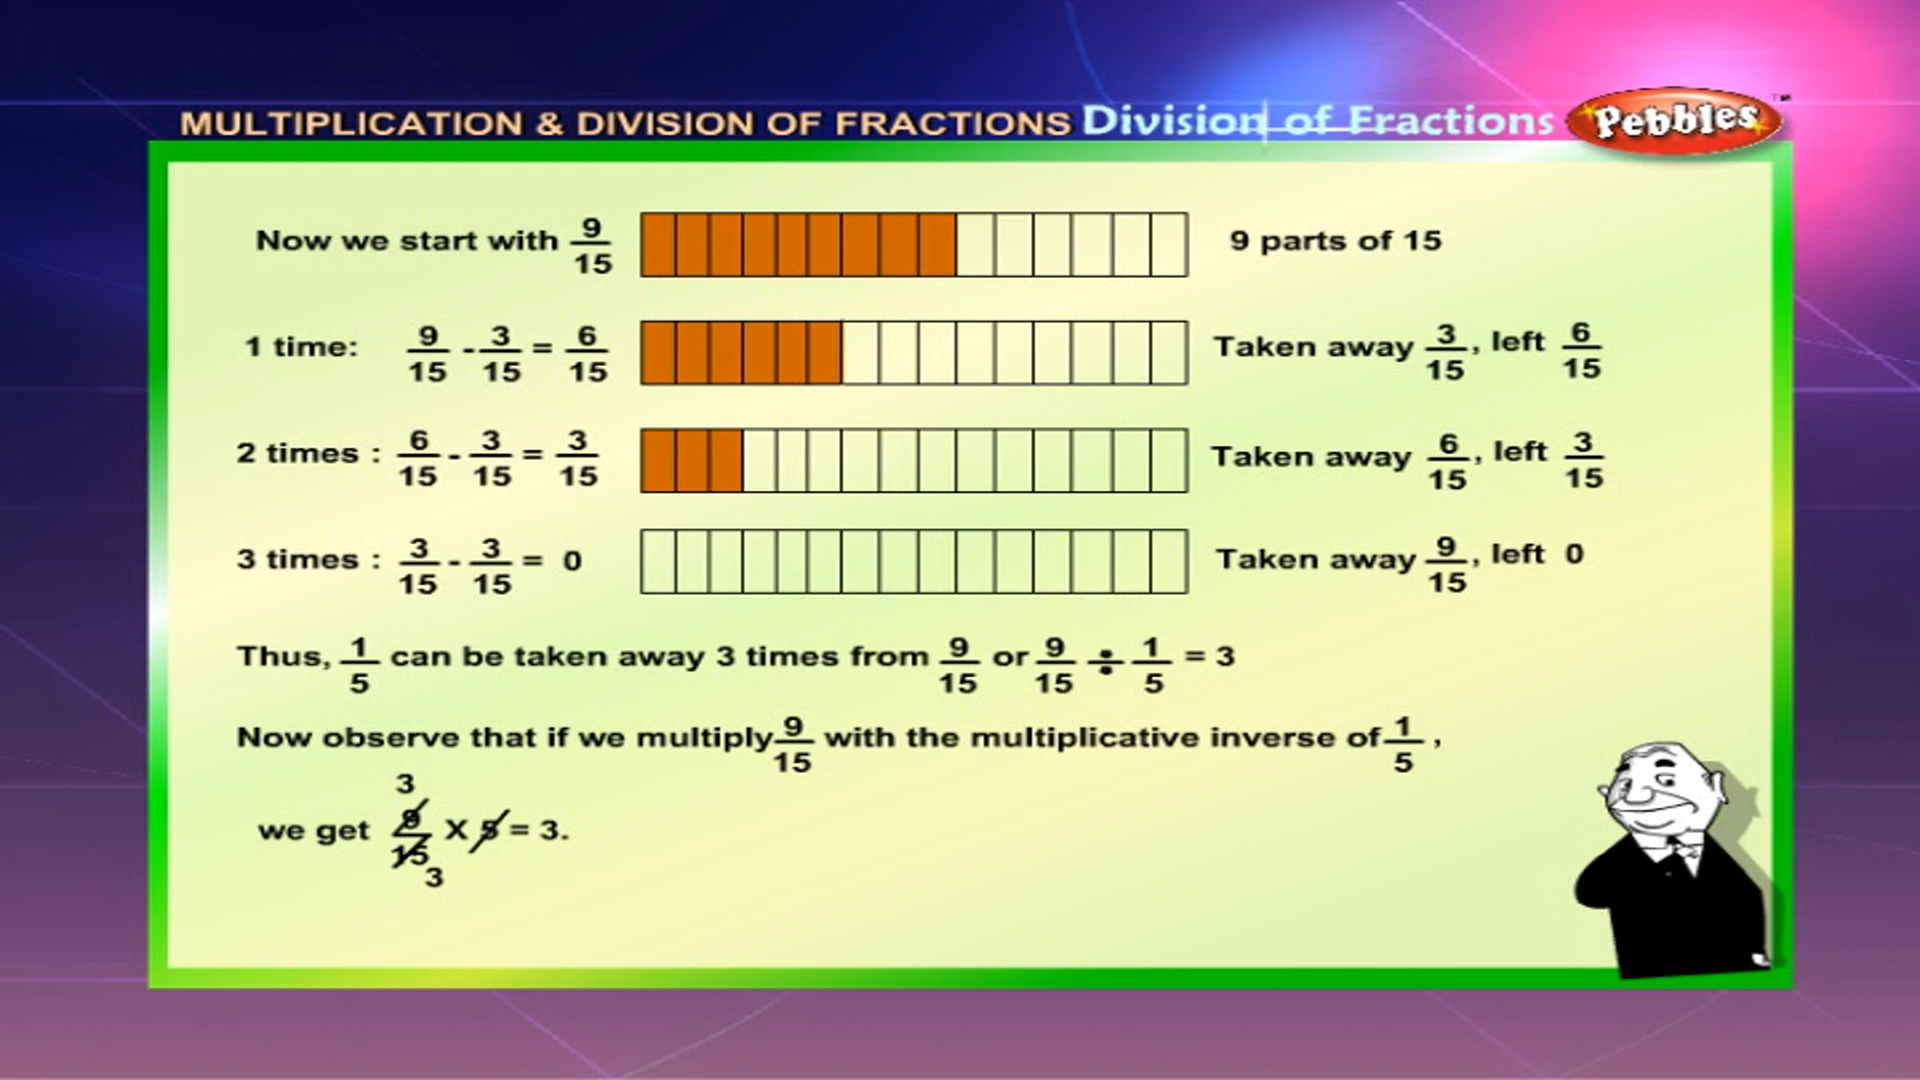 MULTIPLICATION & DIVISION OF FRACTIONS Division of Fractions Pebbles ™
Now we start with 9/15 9 parts of 15
1 time: 9/15 - 3/15 = 6/15 Taken away 3/15, left 6/15
2 times : 6/15 - 3/15 = 3/15 Taken away 6/15, left 3/15
3 times : 3/15 - 3/15 = 0 Taken away 9/15, left 0
Thus, 1/5 can be taken away 3 times from 9/15 or 9/15 ÷ 1/5 = 3
Now observe that if we multiply 9/15 with the multiplicative inverse of 1/5 ,
3
we get 9/15 X 5 = 3.
3